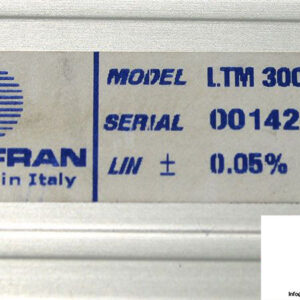 MODEL LTM 300
SERIAL 00142
FRAN LIN ± 0.05%
in Italy